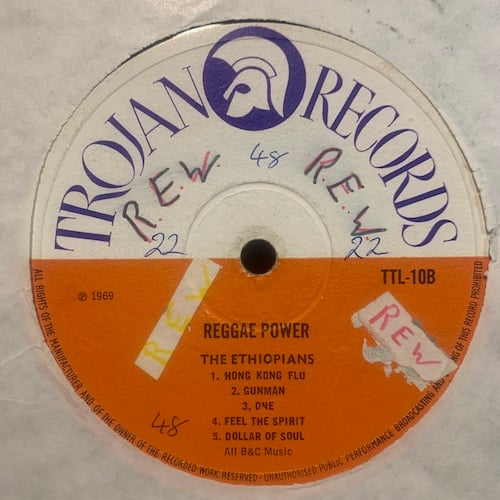 TROJAN RECORDS
48
R.E.W.
R.E.W
22
22
TTL-10B
℗ 1969
REW
REW
REGGAE POWER
THE ETHIOPIANS
1. HONG KONG FLU
2. GUNMAN
3. ONE
4. FEEL THE SPIRIT
5. DOLLAR OF SOUL
All B&C Music
48
ALL RIGHTS OF THE MANUFACTURER AND OF THE OWNER OF THE RECORDED WORK RESERVED - UNAUTHORISED PUBLIC PERFORMANCE BROADCASTING AND NG OF THIS RECORD PROHIBITED